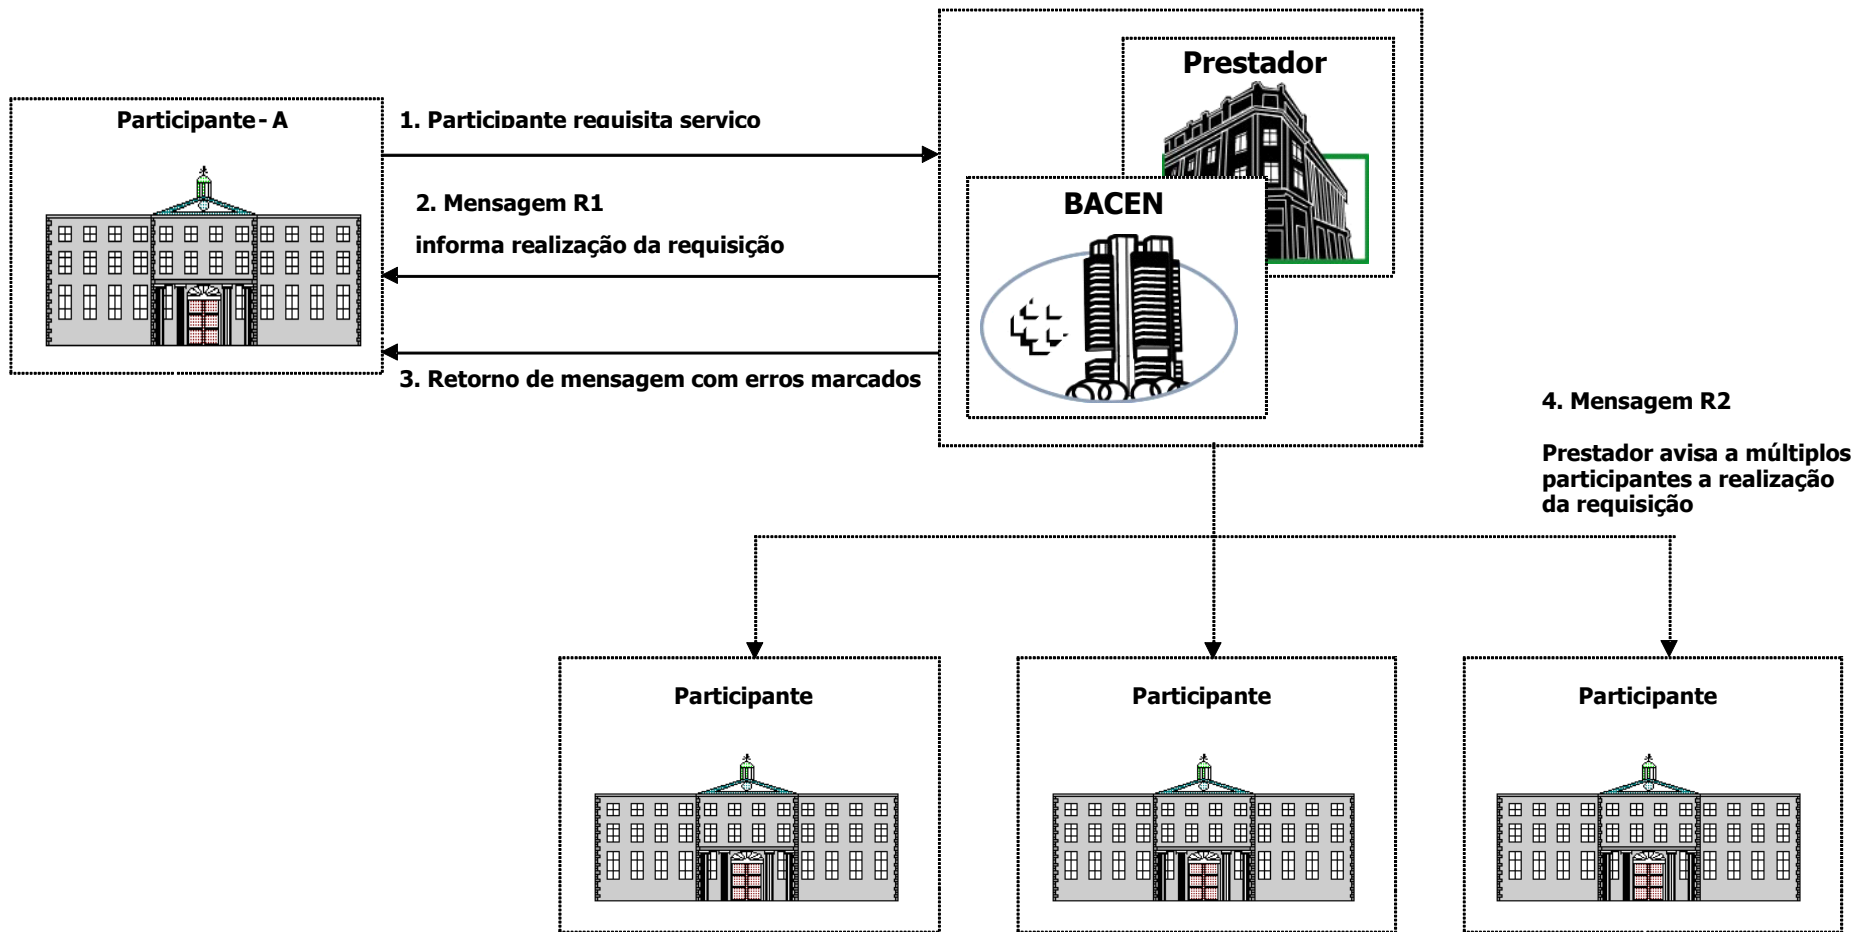 Prestador
Participante - A
1. Participante requisita serviço
2. Mensagem R1
informa realização da requisição
BACEN
3. Retorno de mensagem com erros marcados
4. Mensagem R2
Prestador avisa a múltiplos
participantes a realização
da requisição
Participante
Participante
Participante